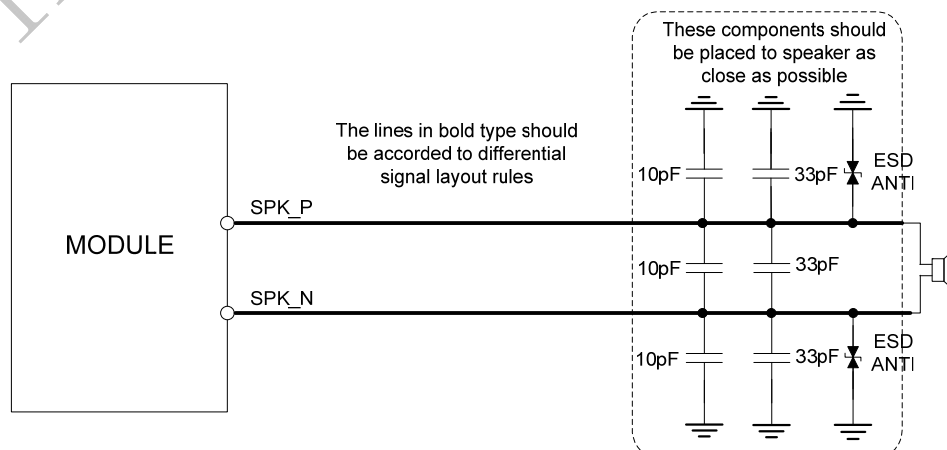 These components should
be placed to speaker as
close as possible
The lines in bold type should
be accorded to differential
signal layout rules
10pF
33pF
ESD
ANTI
SPK_P
MODULE
10pF
33pF
SPK_N
10pF
33pF
ESD
ANTI